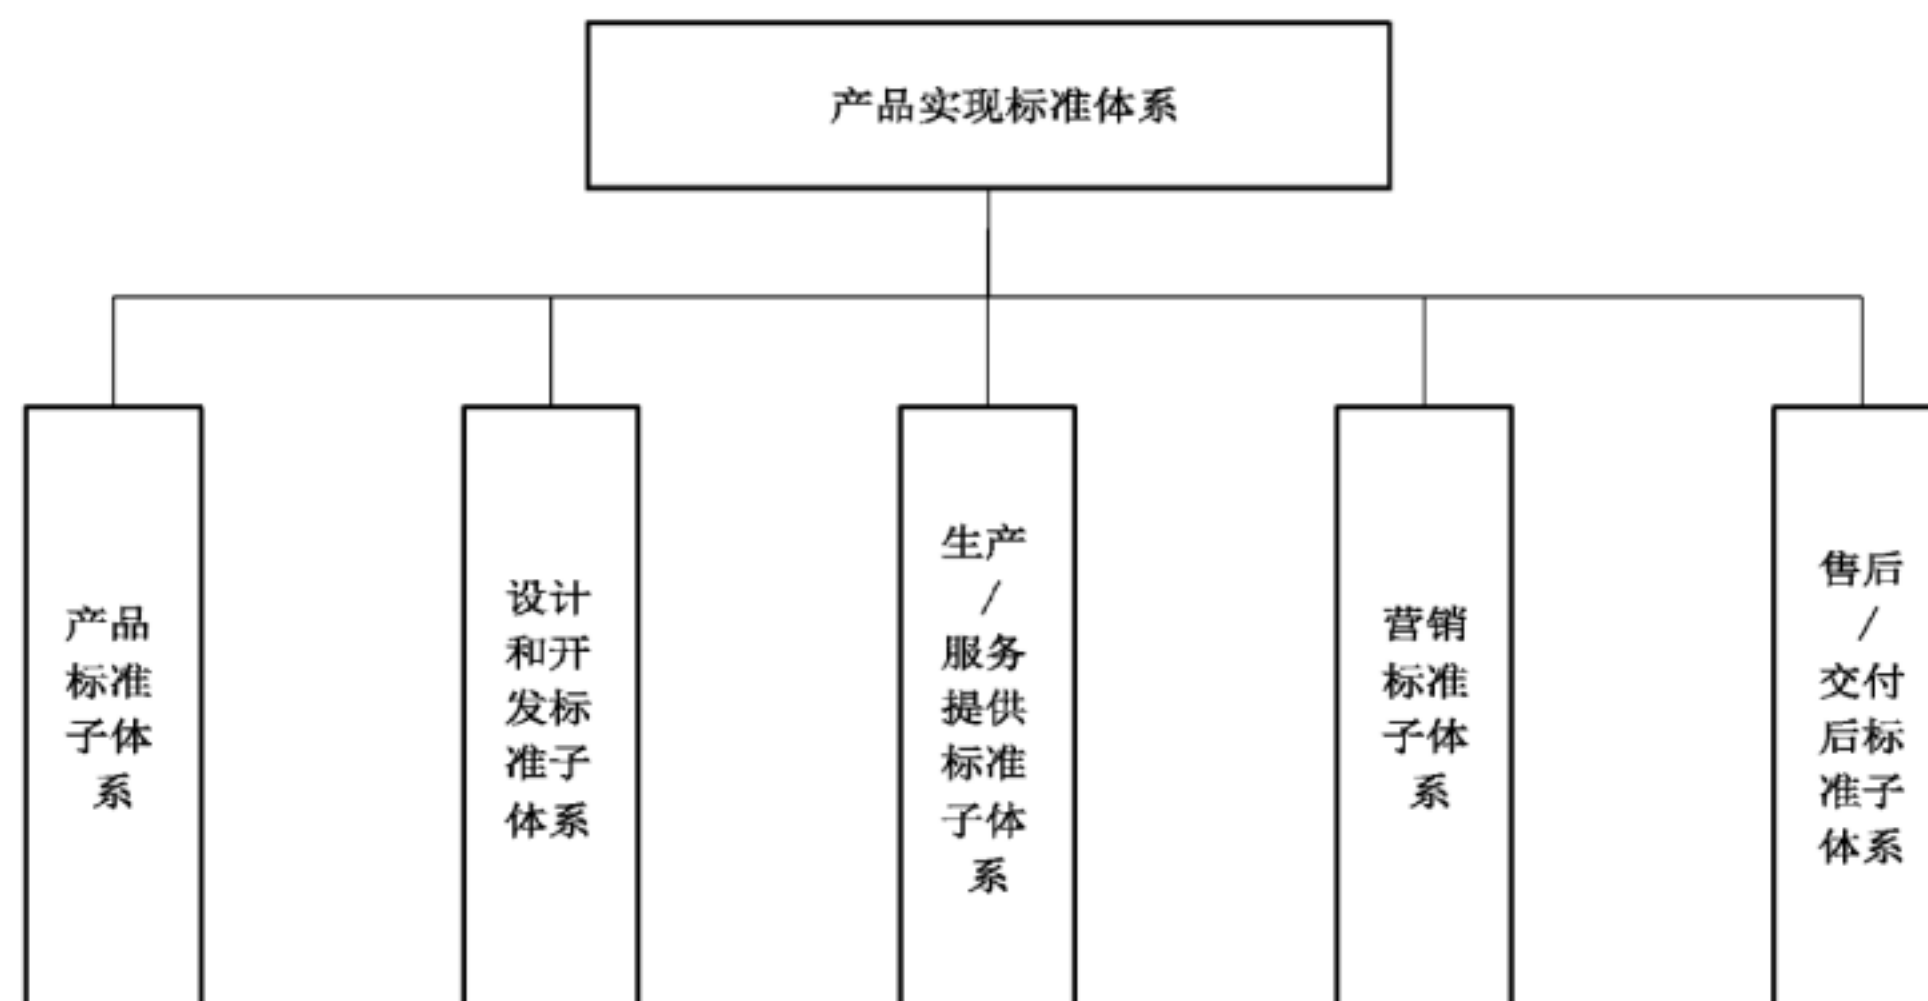 产品实现标准体系
产品
标准
子体
系
设计
和开
发标
准子
体系
生产
/
服务
提供
标准
子体
系
营销
标准
子体
系
售后
/
交付
后标
准子
体系